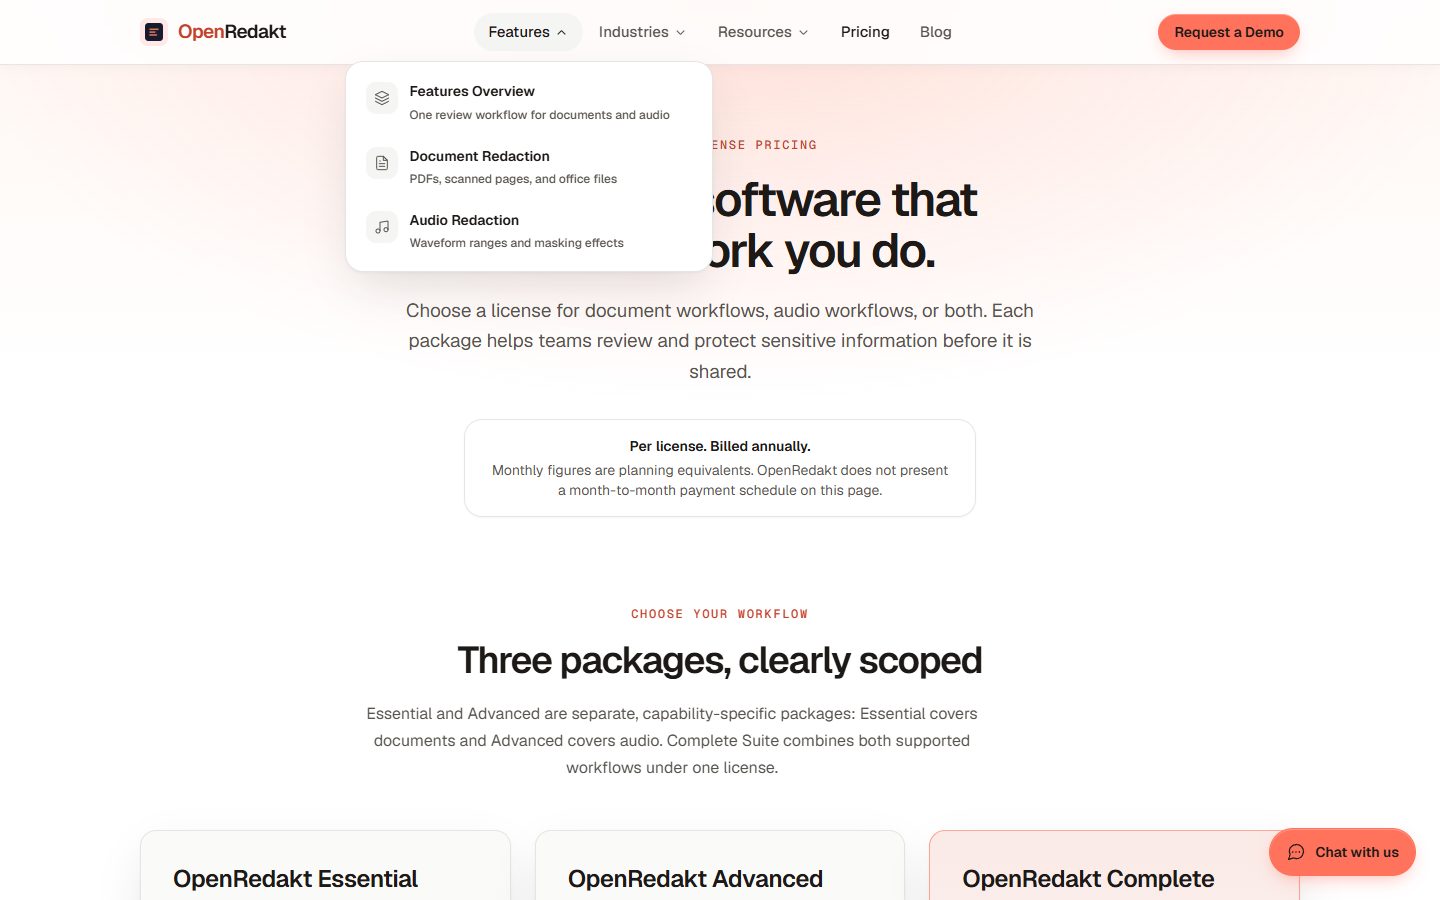 OpenRedakt
Features
Industries
Resources
Pricing
Blog
Request a Demo
Features Overview
One review workflow for documents and audio
Document Redaction
PDFs, scanned pages, and office files
Audio Redaction
Waveform ranges and masking effects
PRICING
software that
you do.
Choose a license for document workflows, audio workflows, or both. Each
package helps teams review and protect sensitive information before it is
shared.
Per license. Billed annually.
Monthly figures are planning equivalents. OpenRedakt does not present
a month-to-month payment schedule on this page.
CHOOSE YOUR WORKFLOW
Three packages, clearly scoped
Essential and Advanced are separate, capability-specific packages: Essential covers
documents and Advanced covers audio. Complete Suite combines both supported
workflows under one license.
OpenRedakt Essential
OpenRedakt Advanced
OpenRedakt Complete
Chat with us